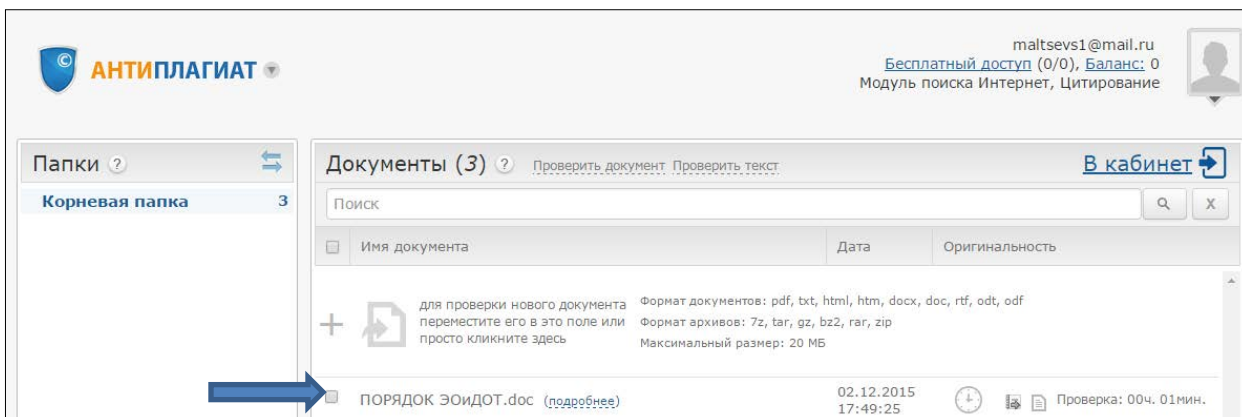 maltsevs1@mail.ru
Бесплатный доступ (0/0), Баланс: 0
Модуль поиска Интернет, Цитирование
© АНТИПЛАГИАТ
Папки ?
Корневая папка 3
Документы (3) ? Проверить документ Проверить текст В кабинет
Поиск X
Имя документа Дата Оригинальность
для проверки нового документа
переместите его в это поле или
просто кликните здесь
Формат документов: pdf, txt, html, htm, docx, doc, rtf, odt, odf
Формат архивов: 7z, tar, gz, bz2, rar, zip
Максимальный размер: 20 МБ
ПОРЯДОК ЭОиДОТ.doc (подробнее) 02.12.2015
17:49:25
Проверка: 00ч. 01мин.